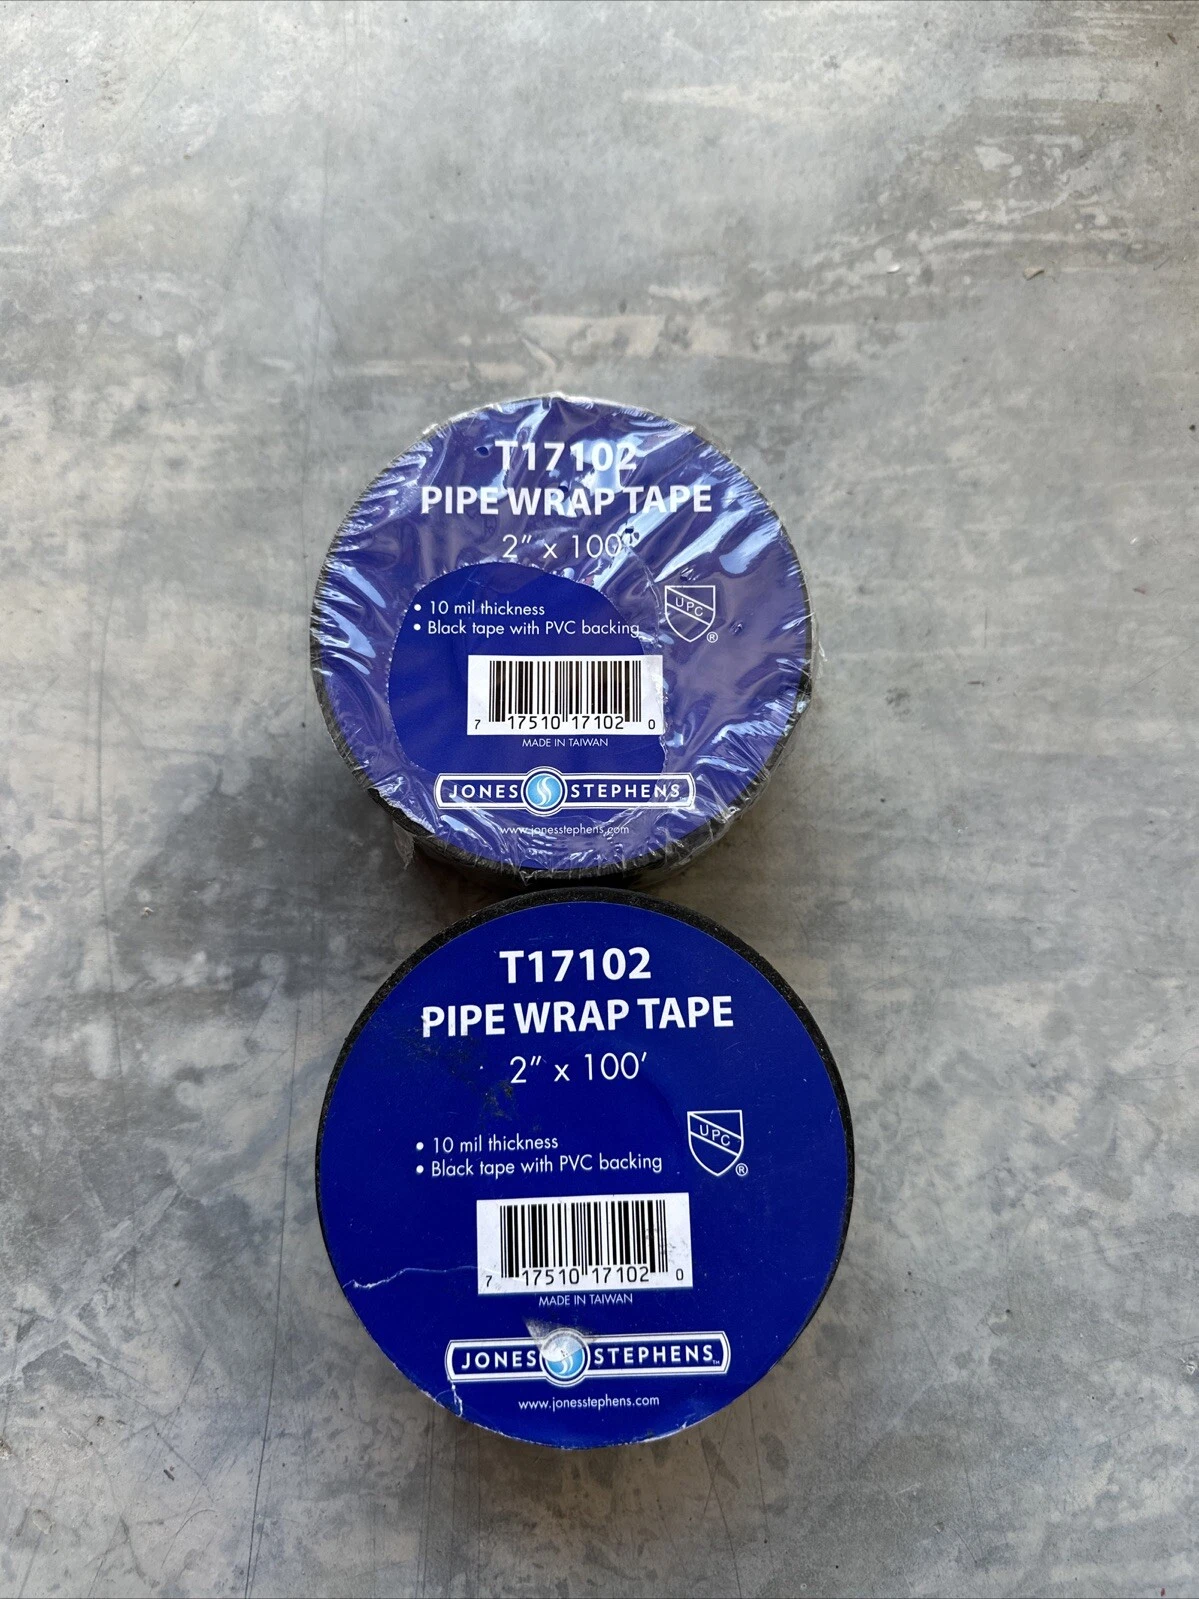 T17102
PIPE WRAP TAPE
2" x 100'
• 10 mil thickness
• Black tape with PVC backing
UPC ®
7 17510 17102 0
MADE IN TAIWAN
JONES STEPHENS
www.jonesstephens.com
T17102
PIPE WRAP TAPE
2" x 100'
• 10 mil thickness
• Black tape with PVC backing
UPC ®
7 17510 17102 0
MADE IN TAIWAN
JONES STEPHENS™
www.jonesstephens.com